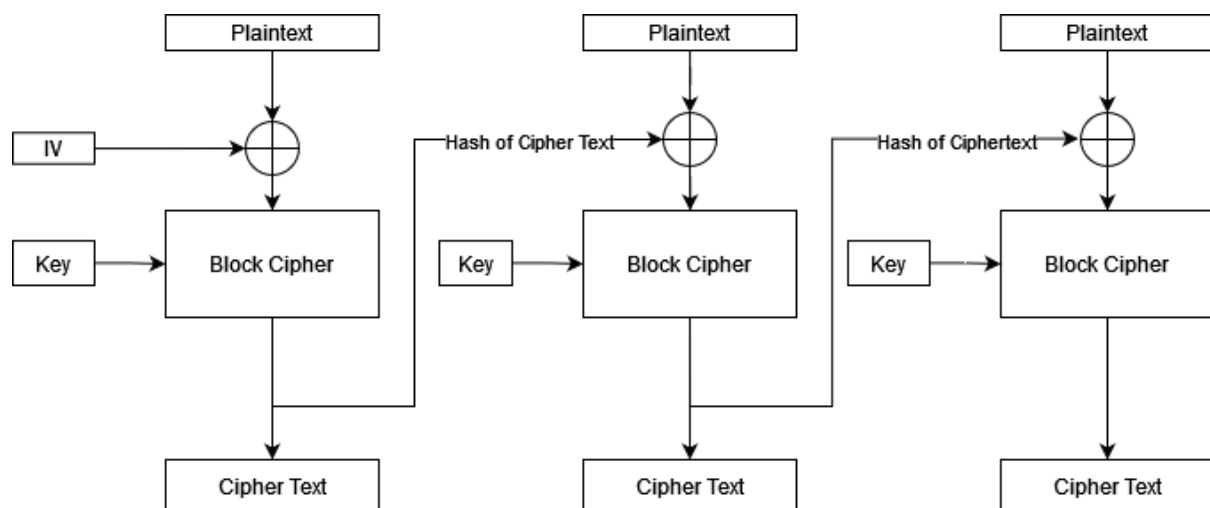 Plaintext
Plaintext
Plaintext
IV
Hash of Cipher Text
Hash of Ciphertext
Key
Block Cipher
Key
Block Cipher
Key
Block Cipher
Cipher Text
Cipher Text
Cipher Text